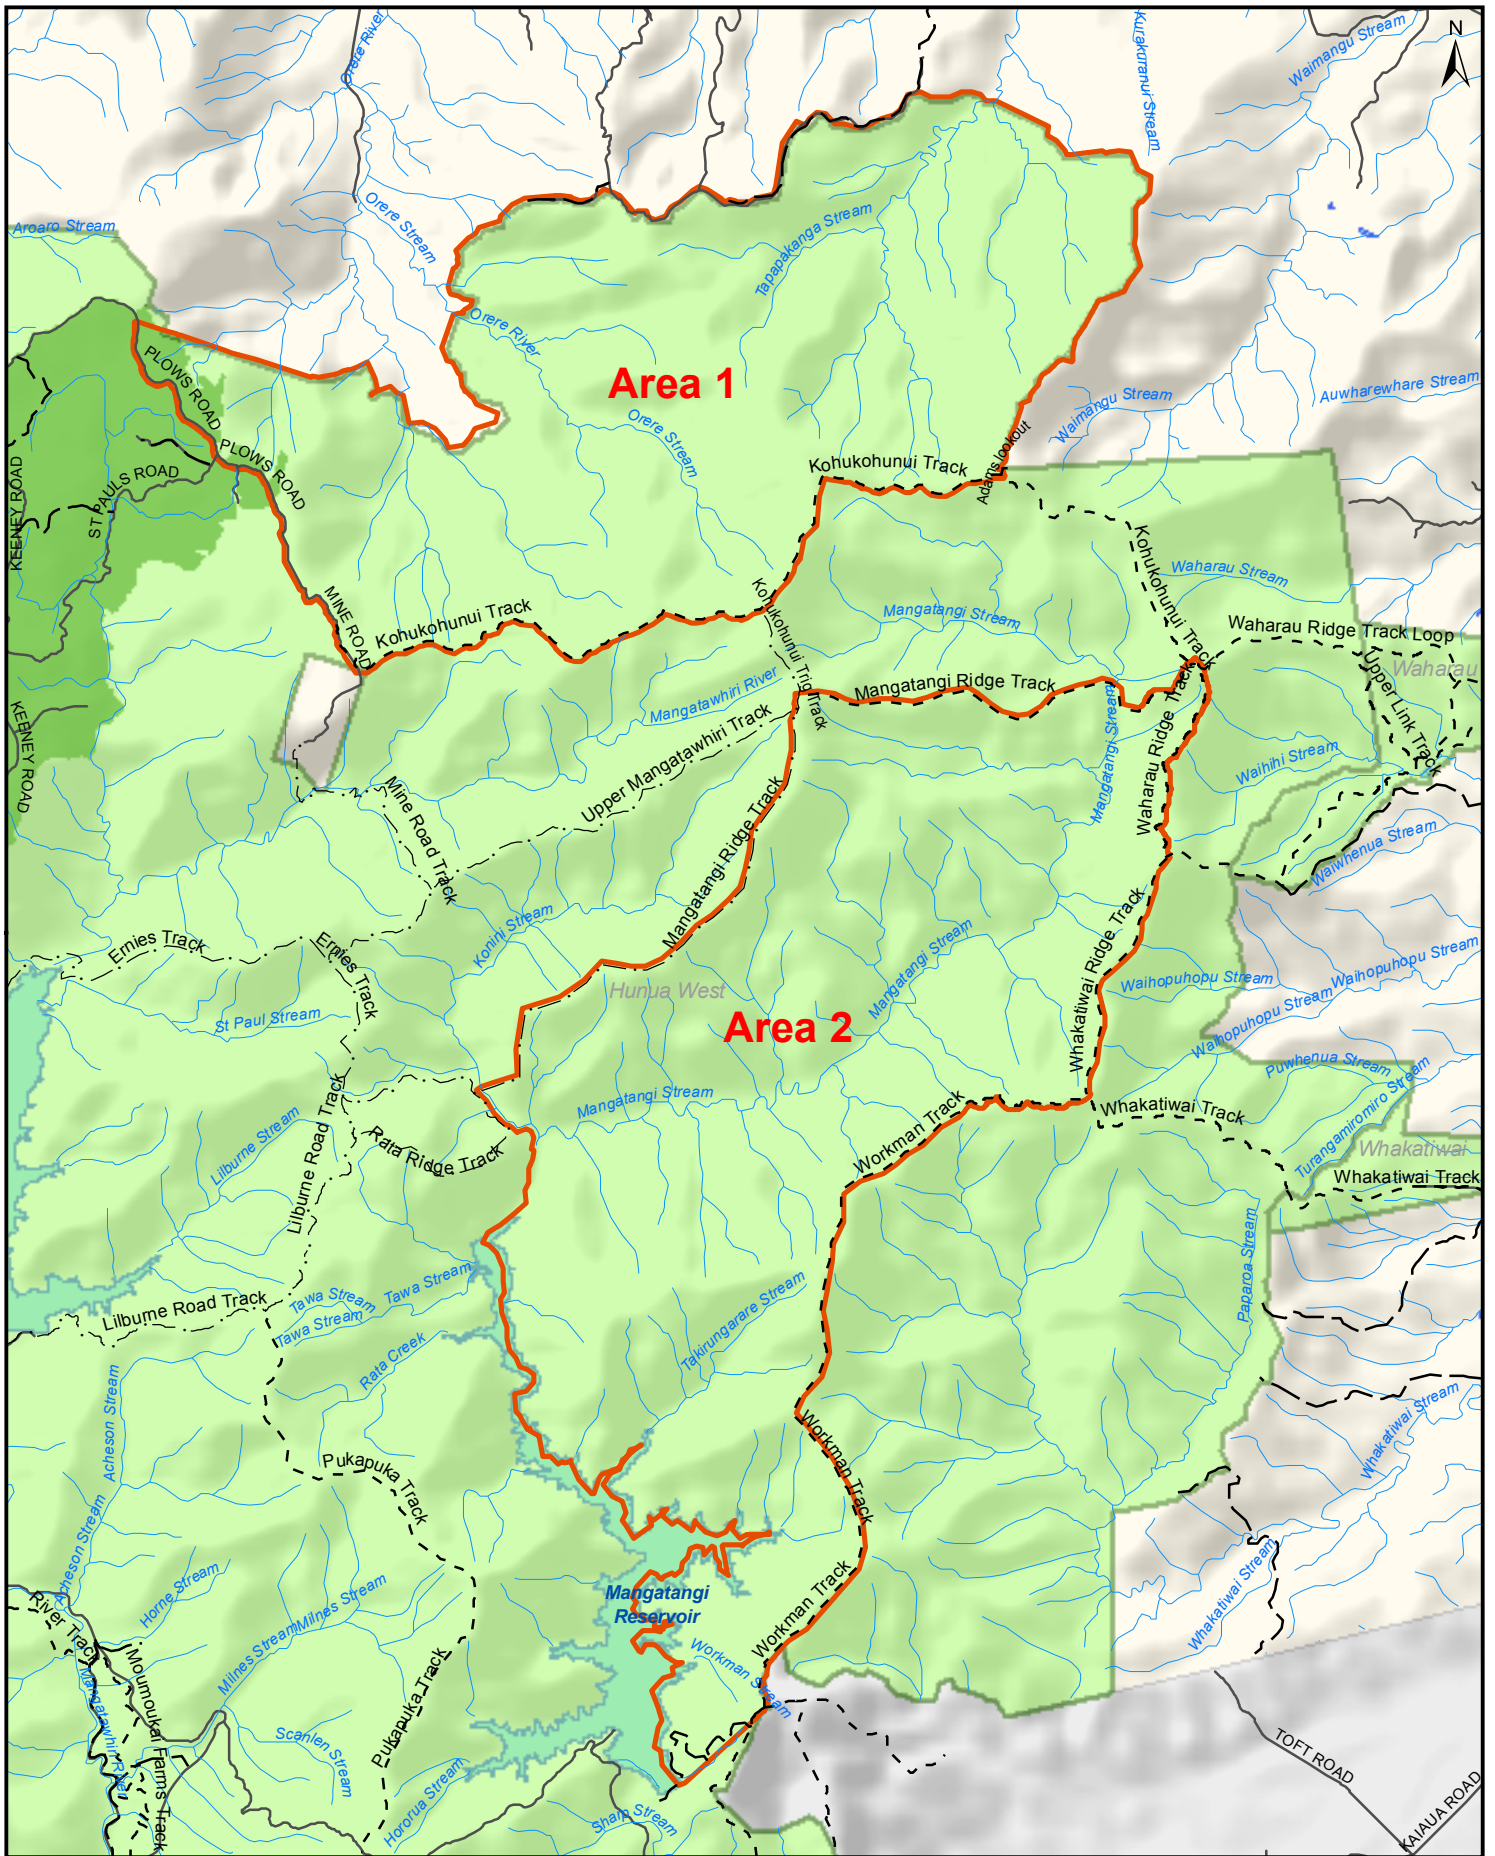 N
Orere River
Kurakuranui Stream
Waimangu Stream
Aroaro Stream
Orere Stream
Tapapakanga Stream
Orere River
PLOWS ROAD
Area 1
Orere Stream
Waimangu Stream
Auwharewhare Stream
PLOWS ROAD
ST PAULS ROAD
KEENEY ROAD
Kohukohunui Track
Adams lookout
Kohukohunui Track
Waharau Stream
MINE ROAD
Kohukohunui Track
Kohukohunui Trig Track
Mangatangi Stream
Waharau Ridge Track Loop
Waharau
Upper Link Track
Mangatawhiri River
Mangatangi Ridge Track
Mangatangi Stream
Waharau Ridge Track
KEENEY ROAD
Upper Mangatawhiri Track
Waihihi Stream
Mine Road Track
Mangatangi Ridge Track
Waiwhenua Stream
Ernies Track
Ernies Track
Konini Stream
Mangatangi Stream
Whakatiwai Ridge Track
Waihopuhopu Stream
Waihopuhopu Stream
Waihopuhopu Stream
Hunua West
Area 2
St Paul Stream
Puwhenua Stream
Turangamiromiro Stream
Mangatangi Stream
Workman Track
Whakatiwai Track
Whakatiwai
Whakatiwai Track
Lilburne Stream
Lilburne Road Track
Rata Ridge Track
Paparoa Stream
Lilburne Road Track
Tawa Stream
Tawa Stream
Tawa Stream
Rata Creek
Takirungarare Stream
Acheson Stream
Workman Track
Whakatiwai Stream
Pukapuka Track
Acheson Stream
Horne Stream
Milnes Stream
Milnes Stream
Mangatangi
Reservoir
Workman Track
Workman Stream
Whakatiwai Stream
River Track
Moumoukai Farms Track
Mangatawhiri River
Pukapuka Track
Scanlen Stream
Hororua Stream
Sham Stream
TOFT ROAD
KAIAUA ROAD